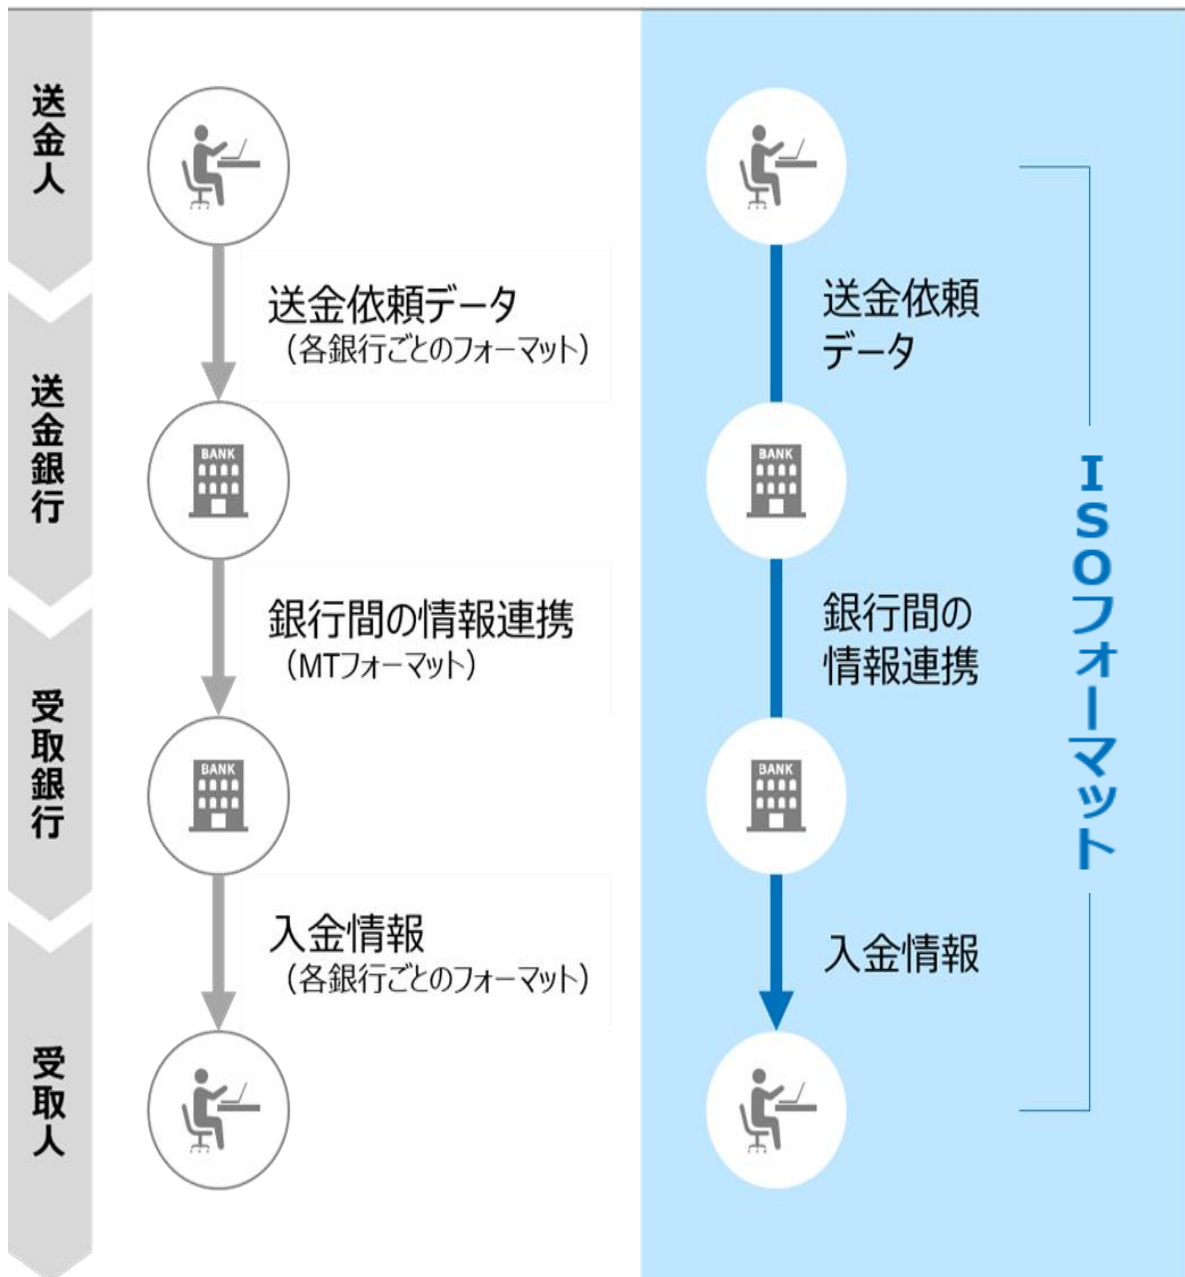 送金人
送金銀行
受取銀行
受取人
送金依頼データ
（各銀行ごとのフォーマット）
BANK
銀行間の情報連携
（MTフォーマット）
BANK
入金情報
（各銀行ごとのフォーマット）
送金依頼
データ
BANK
銀行間の
情報連携
BANK
入金情報
ISOフォーマット